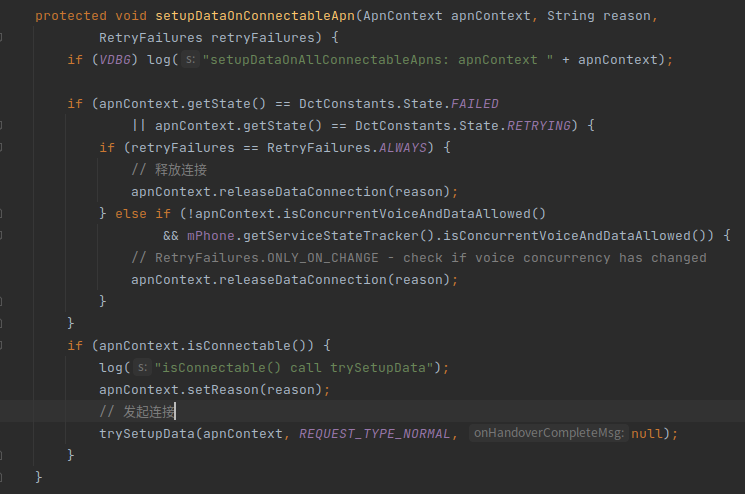 protected void setupDataOnConnectableApn(ApnContext apnContext, String reason,
        RetryFailures retryFailures) {
    if (VDBG) log( s: "setupDataOnAllConnectableApns: apnContext " + apnContext);

    if (apnContext.getState() == DctConstants.State.FAILED
            || apnContext.getState() == DctConstants.State.RETRYING) {
        if (retryFailures == RetryFailures.ALWAYS) {
            // 释放连接
            apnContext.releaseDataConnection(reason);
        } else if (!apnContext.isConcurrentVoiceAndDataAllowed()
                && mPhone.getServiceStateTracker().isConcurrentVoiceAndDataAllowed()) {
            // RetryFailures.ONLY_ON_CHANGE - check if voice concurrency has changed
            apnContext.releaseDataConnection(reason);
        }
    }
    if (apnContext.isConnectable()) {
        log( s: "isConnectable() call trySetupData");
        apnContext.setReason(reason);
        // 发起连接
        trySetupData(apnContext, REQUEST_TYPE_NORMAL, onHandoverCompleteMsg: null);
    }
}